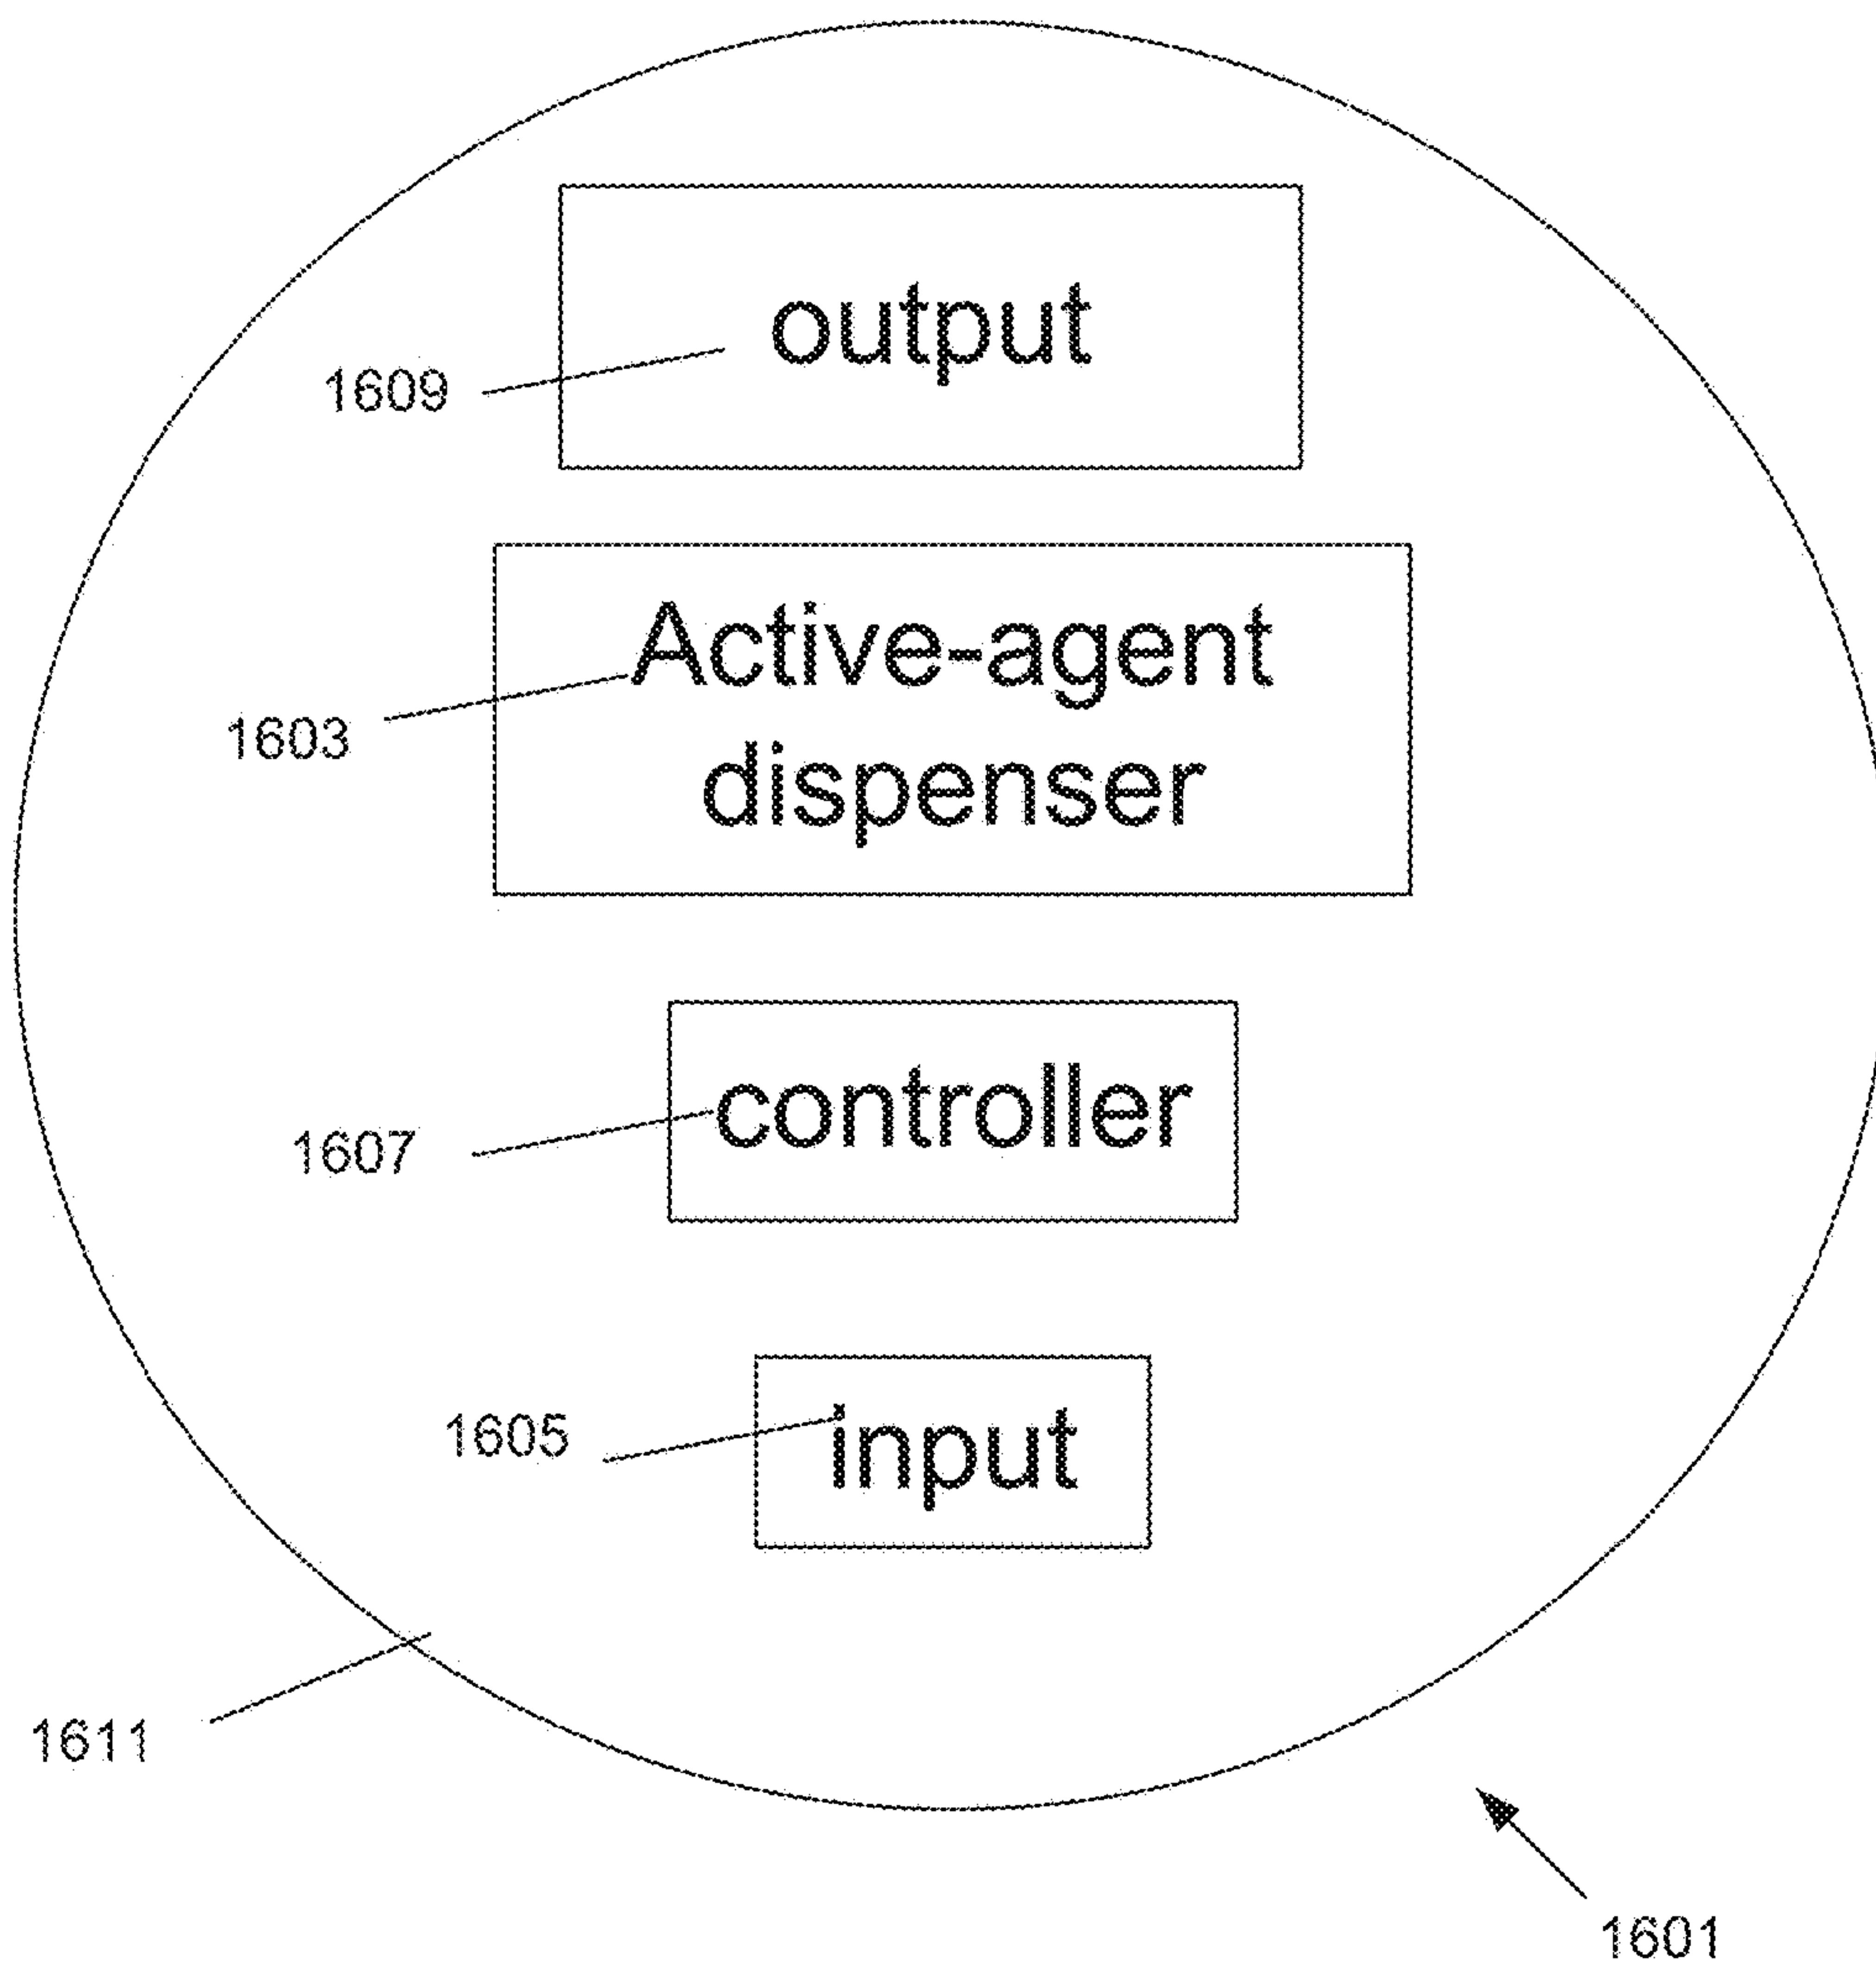 output
1609
Active-agent
1603
dispenser
controller
1607
input
1605
1611
1601